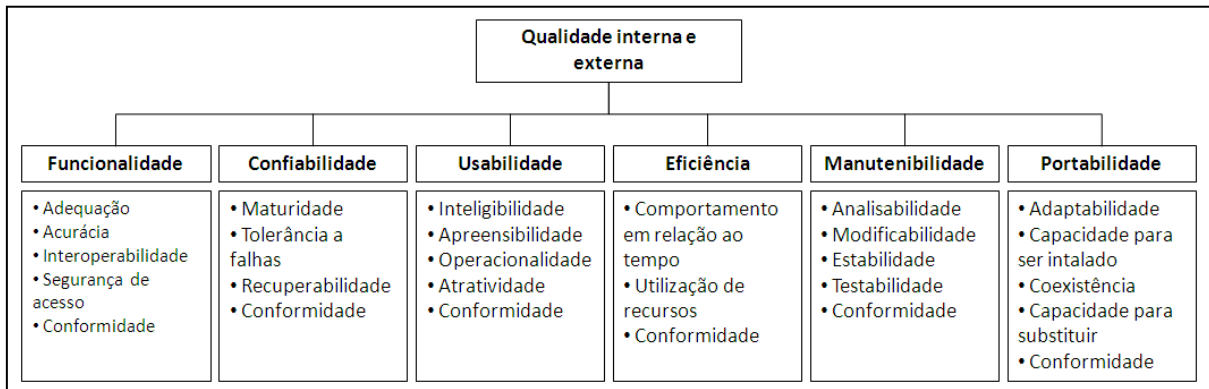 Qualidade interna e
externa
Funcionalidade
• Adequação
• Acurácia
• Interoperabilidade
• Segurança de
acesso
• Conformidade
Confiabilidade
• Maturidade
• Tolerância a
falhas
• Recuperabilidade
• Conformidade
Usabilidade
• Inteligibilidade
• Apreensibilidade
• Operacionalidade
• Atratividade
• Conformidade
Eficiência
• Comportamento
em relação ao
tempo
• Utilização de
recursos
• Conformidade
Manutenibilidade
• Analisabilidade
• Modificabilidade
• Estabilidade
• Testabilidade
• Conformidade
Portabilidade
• Adaptabilidade
• Capacidade para
ser intalado
• Coexistência
• Capacidade para
substituir
• Conformidade